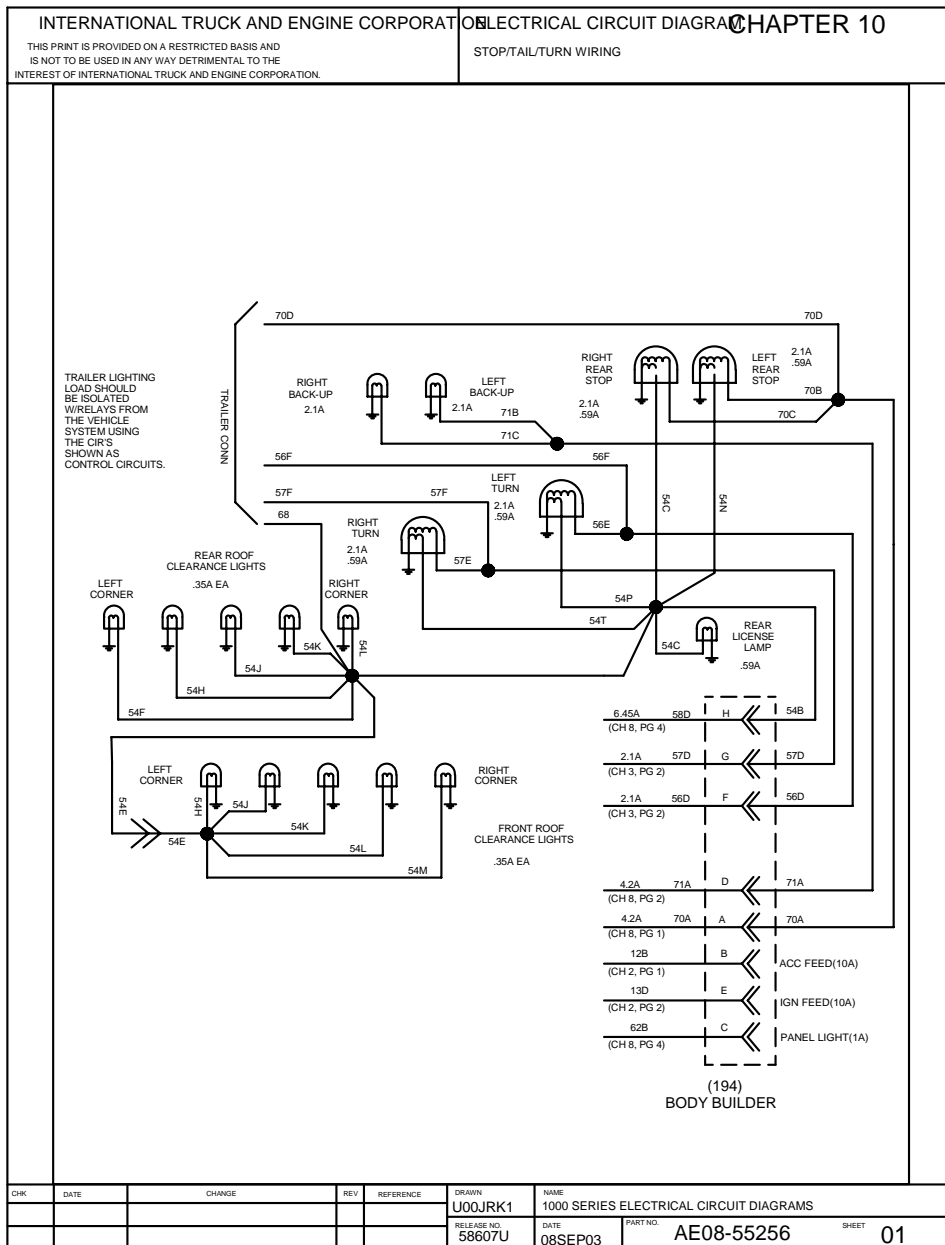 INTERNATIONAL TRUCK AND ENGINE CORPORATION
ELECTRICAL CIRCUIT DIAGRAM
CHAPTER 10
THIS PRINT IS PROVIDED ON A RESTRICTED BASIS AND
IS NOT TO BE USED IN ANY WAY DETRIMENTAL TO THE
INTEREST OF INTERNATIONAL TRUCK AND ENGINE CORPORATION.
STOP/TAIL/TURN WIRING
70D
70D
TRAILER LIGHTING
LOAD SHOULD
BE ISOLATED
W/RELAYS FROM
THE VEHICLE
SYSTEM USING
THE CIR'S
SHOWN AS
CONTROL CIRCUITS.
TRAILER CONN
RIGHT
BACK-UP
2.1A
LEFT
BACK-UP
2.1A
71B
71C
RIGHT
REAR
STOP
2.1A
.59A
LEFT
REAR
STOP
2.1A
.59A
70B
70C
56F
56F
57F
57F
68
LEFT
TURN
2.1A
.59A
56E
54C
54N
RIGHT
TURN
2.1A
.59A
57E
REAR ROOF
CLEARANCE LIGHTS
.35A EA
LEFT
CORNER
RIGHT
CORNER
54P
54T
54K
54L
54J
54H
54F
54C
REAR
LICENSE
LAMP
.59A
6.45A 58D H 54B
(CH 8, PG 4)
2.1A 57D G 57D
(CH 3, PG 2)
2.1A 56D F 56D
(CH 3, PG 2)
LEFT
CORNER
RIGHT
CORNER
54E
54H
54J
54E
54K
54L
54M
FRONT ROOF
CLEARANCE LIGHTS
.35A EA
4.2A 71A D 71A
(CH 8, PG 2)
4.2A 70A A 70A
(CH 8, PG 1)
12B B ACC FEED(10A)
(CH 2, PG 1)
13D E IGN FEED(10A)
(CH 2, PG 2)
62B C PANEL LIGHT(1A)
(CH 8, PG 4)
(194)
BODY BUILDER
CHK DATE CHANGE REV REFERENCE
DRAWN
U00JRK1
NAME
1000 SERIES ELECTRICAL CIRCUIT DIAGRAMS
RELEASE NO.
58607U
DATE
08SEP03
PART NO.
AE08-55256
SHEET
01